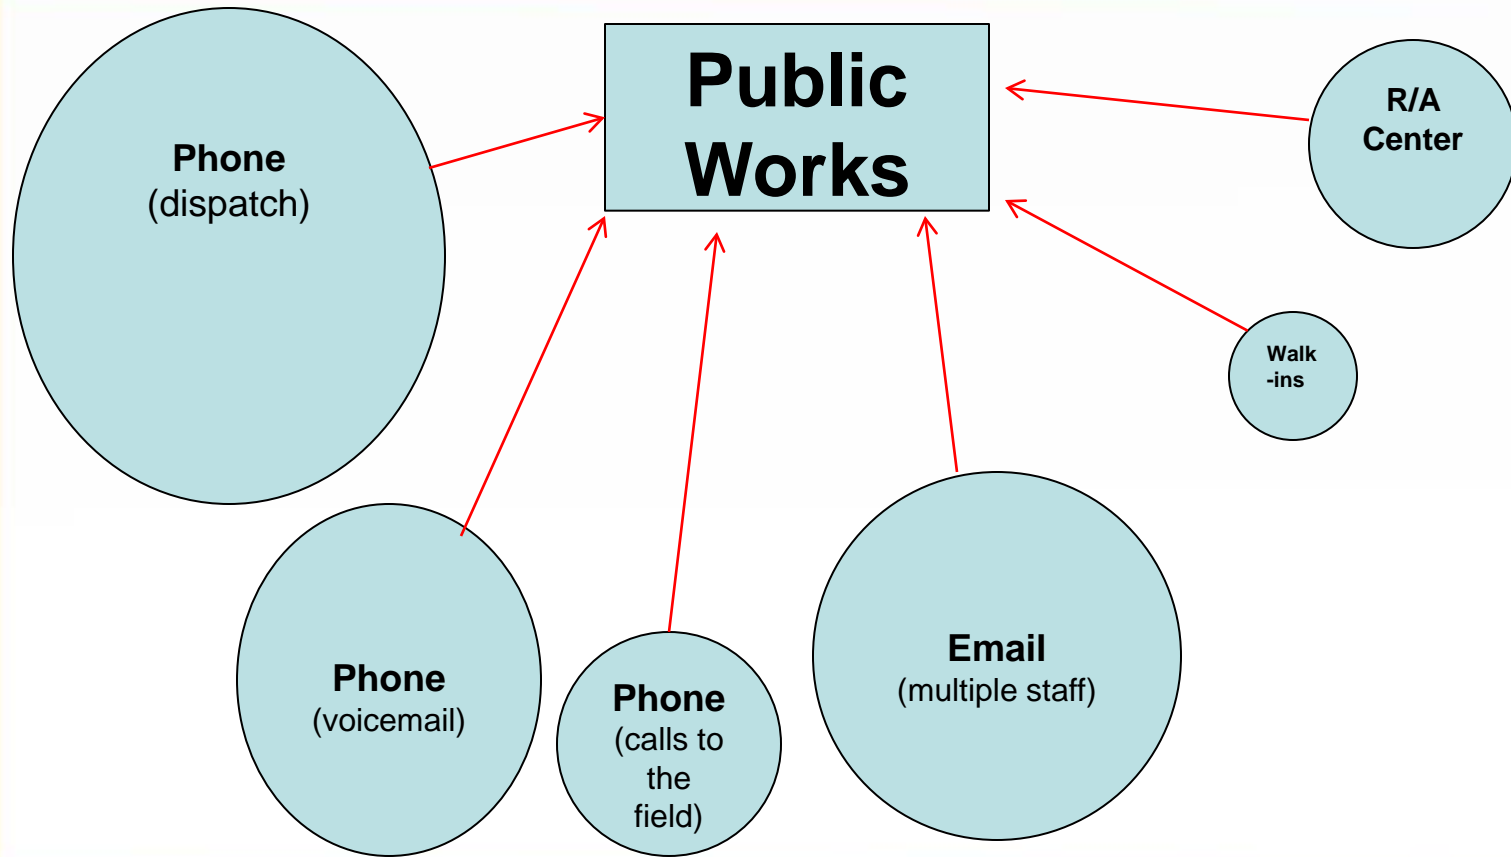 Public
Works
R/A
Center
Phone
(dispatch)
Walk
-ins
Phone
(voicemail)
Phone
(calls to
the
field)
Email
(multiple staff)